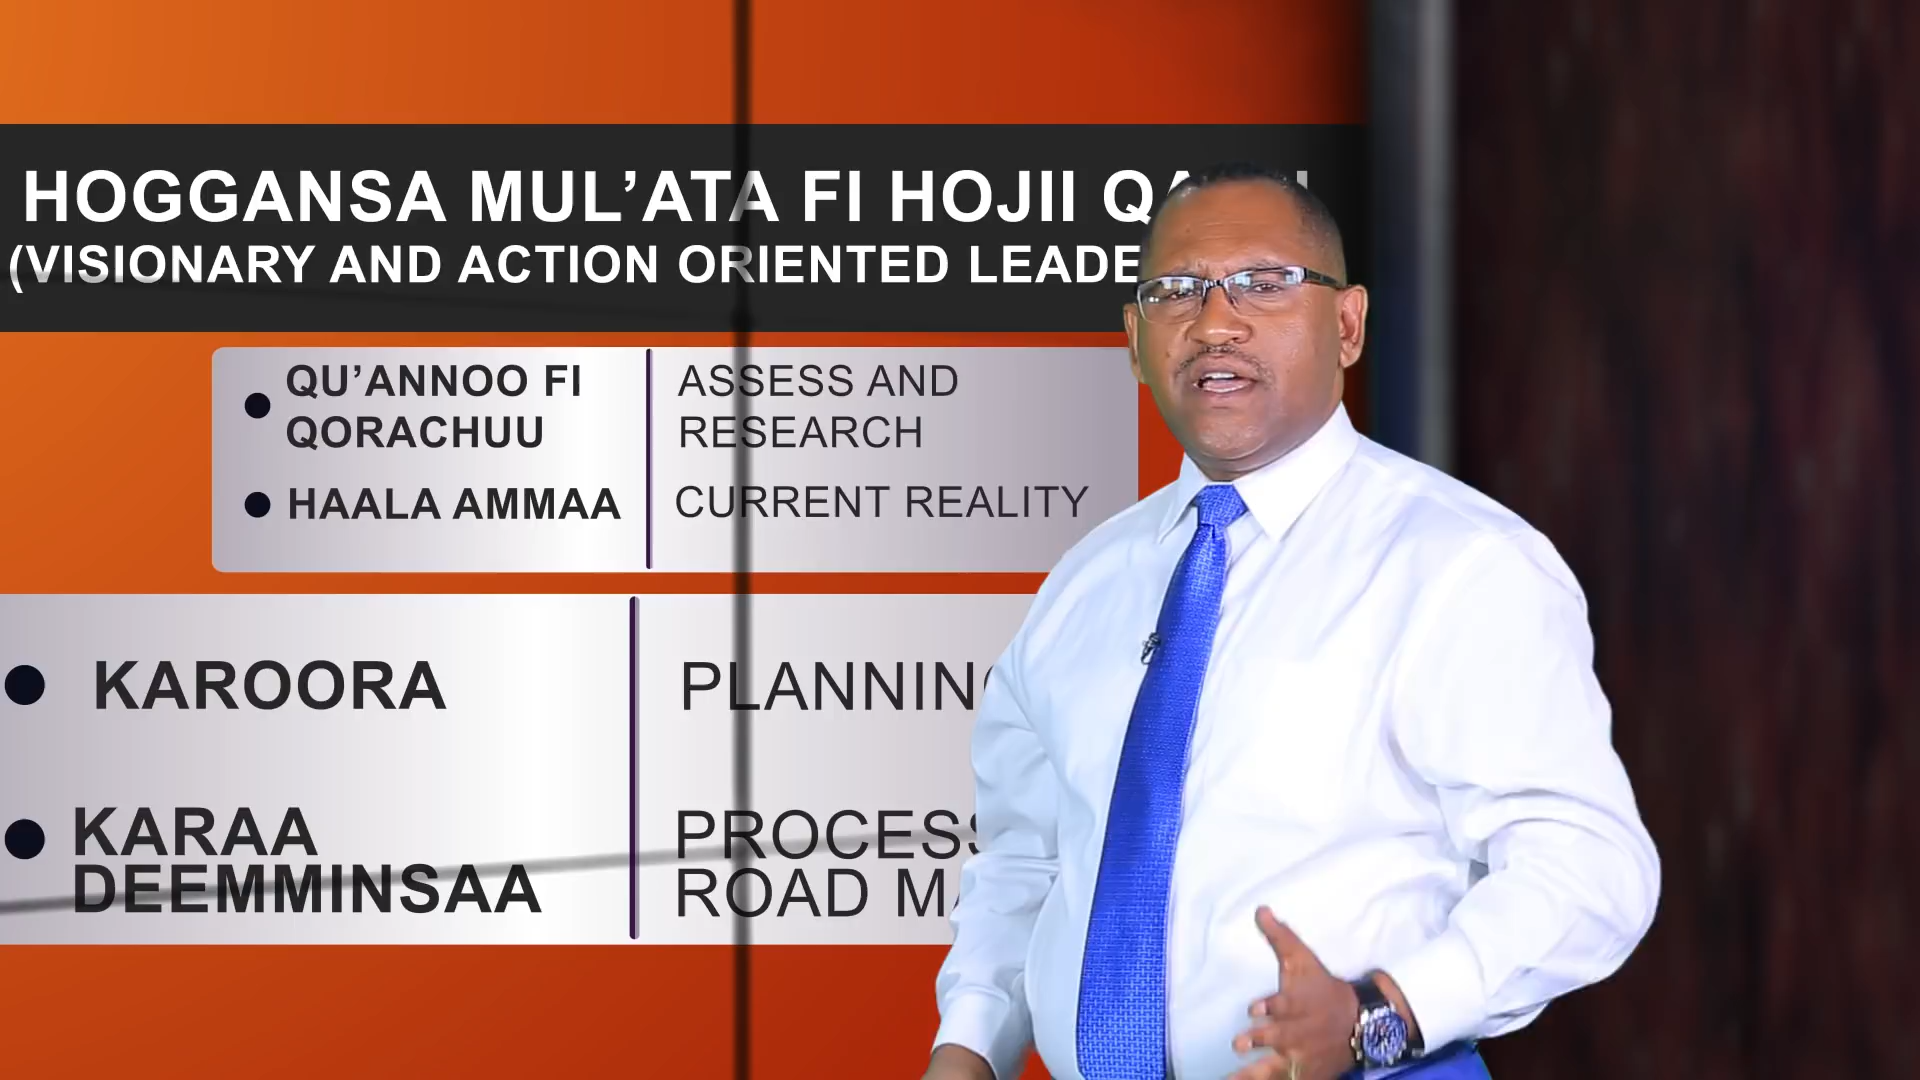 HOGGANSA MUL’ATA FI HOJII
(VISIONARY AND ACTION ORIENTED
QU’ANNOO FI
QORACHUU
ASSESS AND
RESEARCH
HAALA AMMAA
CURRENT REALITY
KAROORA
KARAA
DEEMMINSAA
ROAD